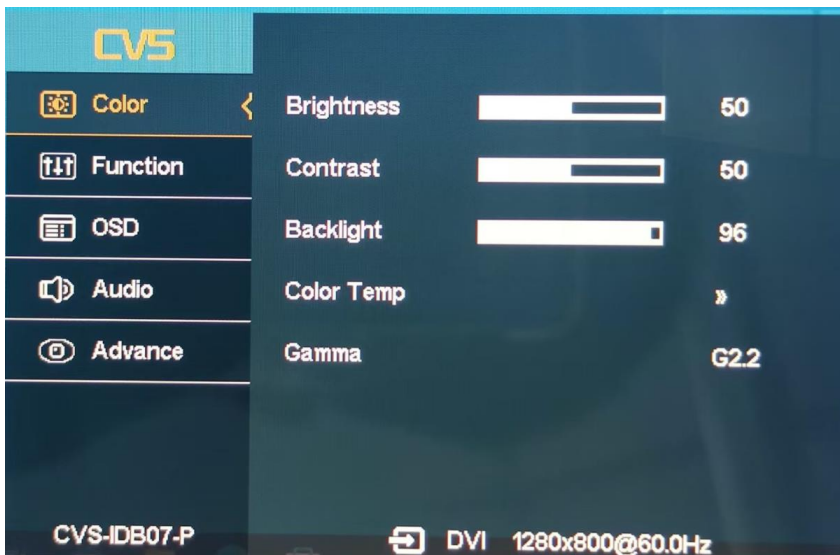 CVS
Color
Brightness 50
Function
Contrast 50
OSD
Backlight 96
Audio
Color Temp »
Advance
Gamma G2.2
CVS-IDB07-P
DVI 1280x800@60.0Hz